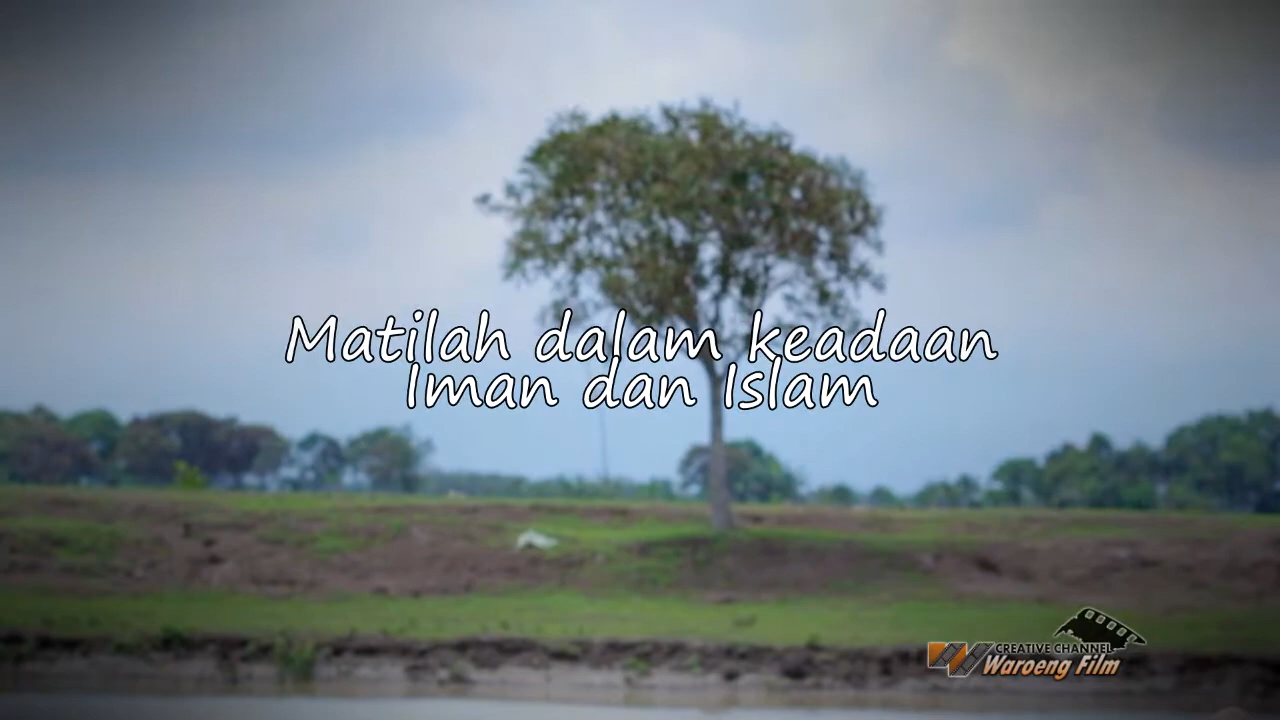 Matilah dalam keadaan
Iman dan Islam
CREATIVE CHANNEL
Waroeng Film